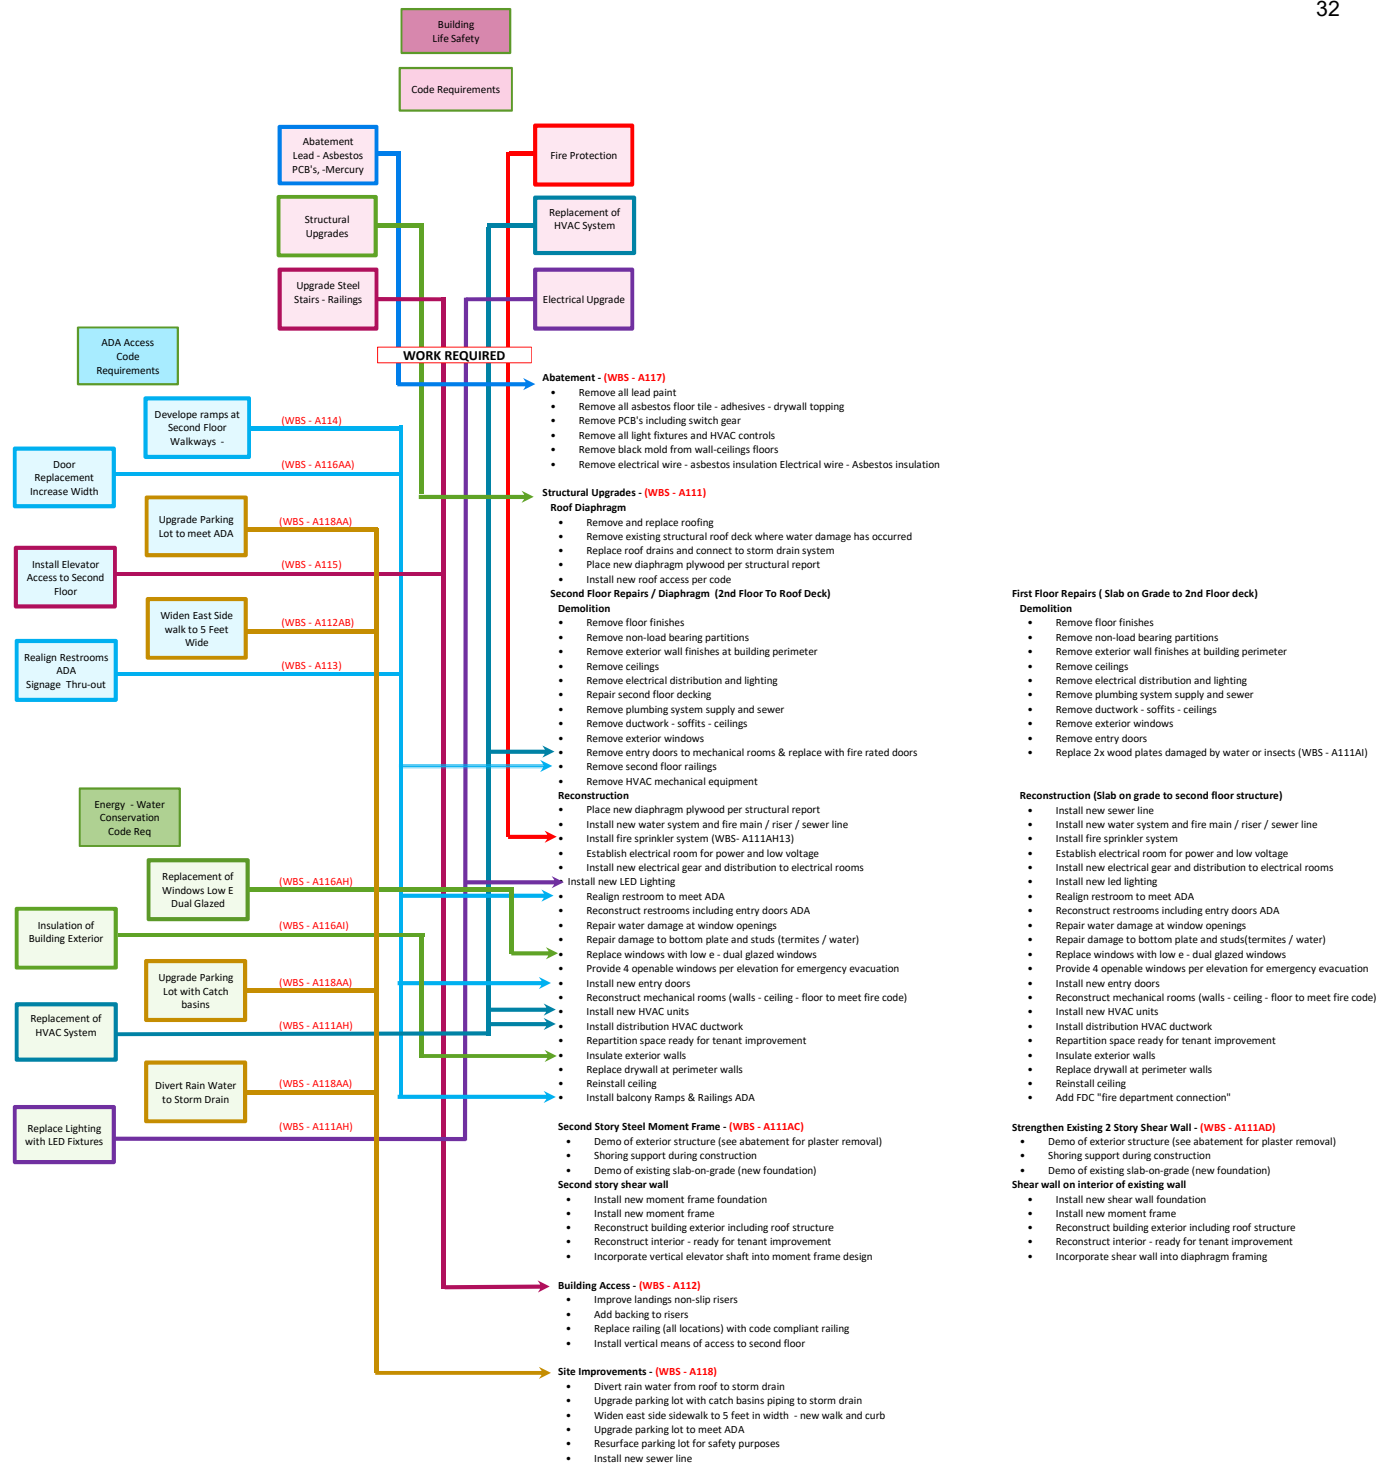 32
Building
Life Safety
Code Requirements
Abatement
Lead - Asbestos
PCB's, -Mercury
Fire Protection
Structural
Upgrades
Replacement of
HVAC System
Upgrade Steel
Stairs - Railings
Electrical Upgrade
WORK REQUIRED
ADA Access
Code
Requirements
Develope ramps at
Second Floor
Walkways -
(WBS - A114)
Door
Replacement
Increase Width
(WBS - A116AA)
Upgrade Parking
Lot to meet ADA
(WBS - A118AA)
Install Elevator
Access to Second
Floor
(WBS - A115)
Widen East Side
walk to 5 Feet
Wide
(WBS - A112AB)
Realign Restrooms
ADA
Signage Thru-out
(WBS - A113)
Energy - Water
Conservation
Code Req
Replacement of
Windows Low E
Dual Glazed
(WBS - A116AH)
Insulation of
Building Exterior
(WBS - A116AI)
Upgrade Parking
Lot with Catch
basins
(WBS - A118AA)
Replacement of
HVAC System
(WBS - A111AH)
Divert Rain Water
to Storm Drain
(WBS - A118AA)
Replace Lighting
with LED Fixtures
(WBS - A111AH)
Abatement - (WBS - A117)
• Remove all lead paint
• Remove all asbestos floor tile - adhesives - drywall topping
• Remove PCB's including switch gear
• Remove all light fixtures and HVAC controls
• Remove black mold from wall-ceilings floors
• Remove electrical wire - asbestos insulation Electrical wire - Asbestos insulation
Structural Upgrades - (WBS - A111)
Roof Diaphragm
• Remove and replace roofing
• Remove existing structural roof deck where water damage has occurred
• Replace roof drains and connect to storm drain system
• Place new diaphragm plywood per structural report
• Install new roof access per code
Second Floor Repairs / Diaphragm (2nd Floor To Roof Deck)
Demolition
• Remove floor finishes
• Remove non-load bearing partitions
• Remove exterior wall finishes at building perimeter
• Remove ceilings
• Remove electrical distribution and lighting
• Repair second floor decking
• Remove plumbing system supply and sewer
• Remove ductwork - soffits - ceilings
• Remove exterior windows
• Remove entry doors to mechanical rooms & replace with fire rated doors
• Remove second floor railings
• Remove HVAC mechanical equipment
Reconstruction
• Place new diaphragm plywood per structural report
• Install new water system and fire main / riser / sewer line
• Install fire sprinkler system (WBS- A111AH13)
• Establish electrical room for power and low voltage
• Install new electrical gear and distribution to electrical rooms
Install new LED Lighting
• Realign restroom to meet ADA
• Reconstruct restrooms including entry doors ADA
• Repair water damage at window openings
• Repair damage to bottom plate and studs (termites / water)
• Replace windows with low e - dual glazed windows
• Provide 4 openable windows per elevation for emergency evacuation
• Install new entry doors
• Reconstruct mechanical rooms (walls - ceiling - floor to meet fire code)
• Install new HVAC units
• Install distribution HVAC ductwork
• Repartition space ready for tenant improvement
• Insulate exterior walls
• Replace drywall at perimeter walls
• Reinstall ceiling
• Install balcony Ramps & Railings ADA
First Floor Repairs ( Slab on Grade to 2nd Floor deck)
Demolition
• Remove floor finishes
• Remove non-load bearing partitions
• Remove exterior wall finishes at building perimeter
• Remove ceilings
• Remove electrical distribution and lighting
• Remove plumbing system supply and sewer
• Remove ductwork - soffits - ceilings
• Remove exterior windows
• Remove entry doors
• Replace 2x wood plates damaged by water or insects (WBS - A111AI)
Reconstruction (Slab on grade to second floor structure)
• Install new sewer line
• Install new water system and fire main / riser / sewer line
• Install fire sprinkler system
• Establish electrical room for power and low voltage
• Install new electrical gear and distribution to electrical rooms
• Install new led lighting
• Realign restroom to meet ADA
• Reconstruct restrooms including entry doors ADA
• Repair water damage at window openings
• Repair damage to bottom plate and studs(termites / water)
• Replace windows with low e - dual glazed windows
• Provide 4 openable windows per elevation for emergency evacuation
• Install new entry doors
• Reconstruct mechanical rooms (walls - ceiling - floor to meet fire code)
• Install new HVAC units
• Install distribution HVAC ductwork
• Repartition space ready for tenant improvement
• Insulate exterior walls
• Replace drywall at perimeter walls
• Reinstall ceiling
• Add FDC "fire department connection"
Second Story Steel Moment Frame - (WBS - A111AC)
• Demo of exterior structure (see abatement for plaster removal)
• Shoring support during construction
• Demo of existing slab-on-grade (new foundation)
Second story shear wall
• Install new moment frame foundation
• Install new moment frame
• Reconstruct building exterior including roof structure
• Reconstruct interior - ready for tenant improvement
• Incorporate vertical elevator shaft into moment frame design
Strengthen Existing 2 Story Shear Wall - (WBS - A111AD)
• Demo of exterior structure (see abatement for plaster removal)
• Shoring support during construction
• Demo of existing slab-on-grade (new foundation)
Shear wall on interior of existing wall
• Install new shear wall foundation
• Install new moment frame
• Reconstruct building exterior including roof structure
• Reconstruct interior - ready for tenant improvement
• Incorporate shear wall into diaphragm framing
Building Access - (WBS - A112)
• Improve landings non-slip risers
• Add backing to risers
• Replace railing (all locations) with code compliant railing
• Install vertical means of access to second floor
Site Improvements - (WBS - A118)
• Divert rain water from roof to storm drain
• Upgrade parking lot with catch basins piping to storm drain
• Widen east side sidewalk to 5 feet in width - new walk and curb
• Upgrade parking lot to meet ADA
• Resurface parking lot for safety purposes
• Install new sewer line